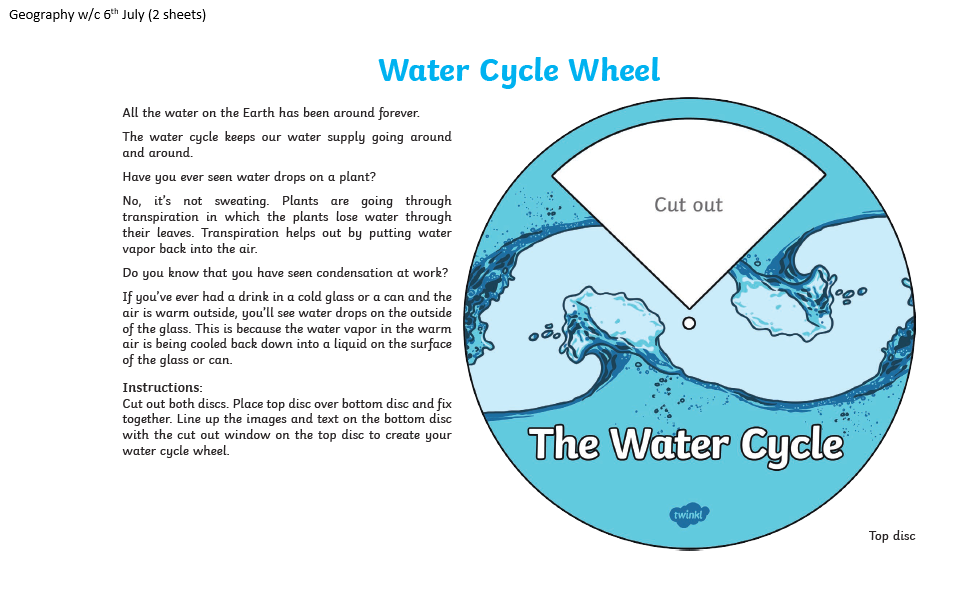 Geography w/c 6th July (2 sheets)
Water Cycle Wheel
All the water on the Earth has been around forever.
The water cycle keeps our water supply going around
and around.
Have you ever seen water drops on a plant?
No, it's not sweating. Plants are going through
transpiration in which the plants lose water through
their leaves. Transpiration helps out by putting water
vapor back into the air.
Do you know that you have seen condensation at work?
If you've ever had a drink in a cold glass or a can and the
air is warm outside, you'll see water drops on the outside
of the glass. This is because the water vapor in the warm
air is being cooled back down into a liquid on the surface
of the glass or can.
Instructions:
Cut out both discs. Place top disc over bottom disc and fix
together. Line up the images and text on the bottom disc
with the cut out window on the top disc to create your
water cycle wheel.
Cut out
The Water Cycle
twinkl
Top disc